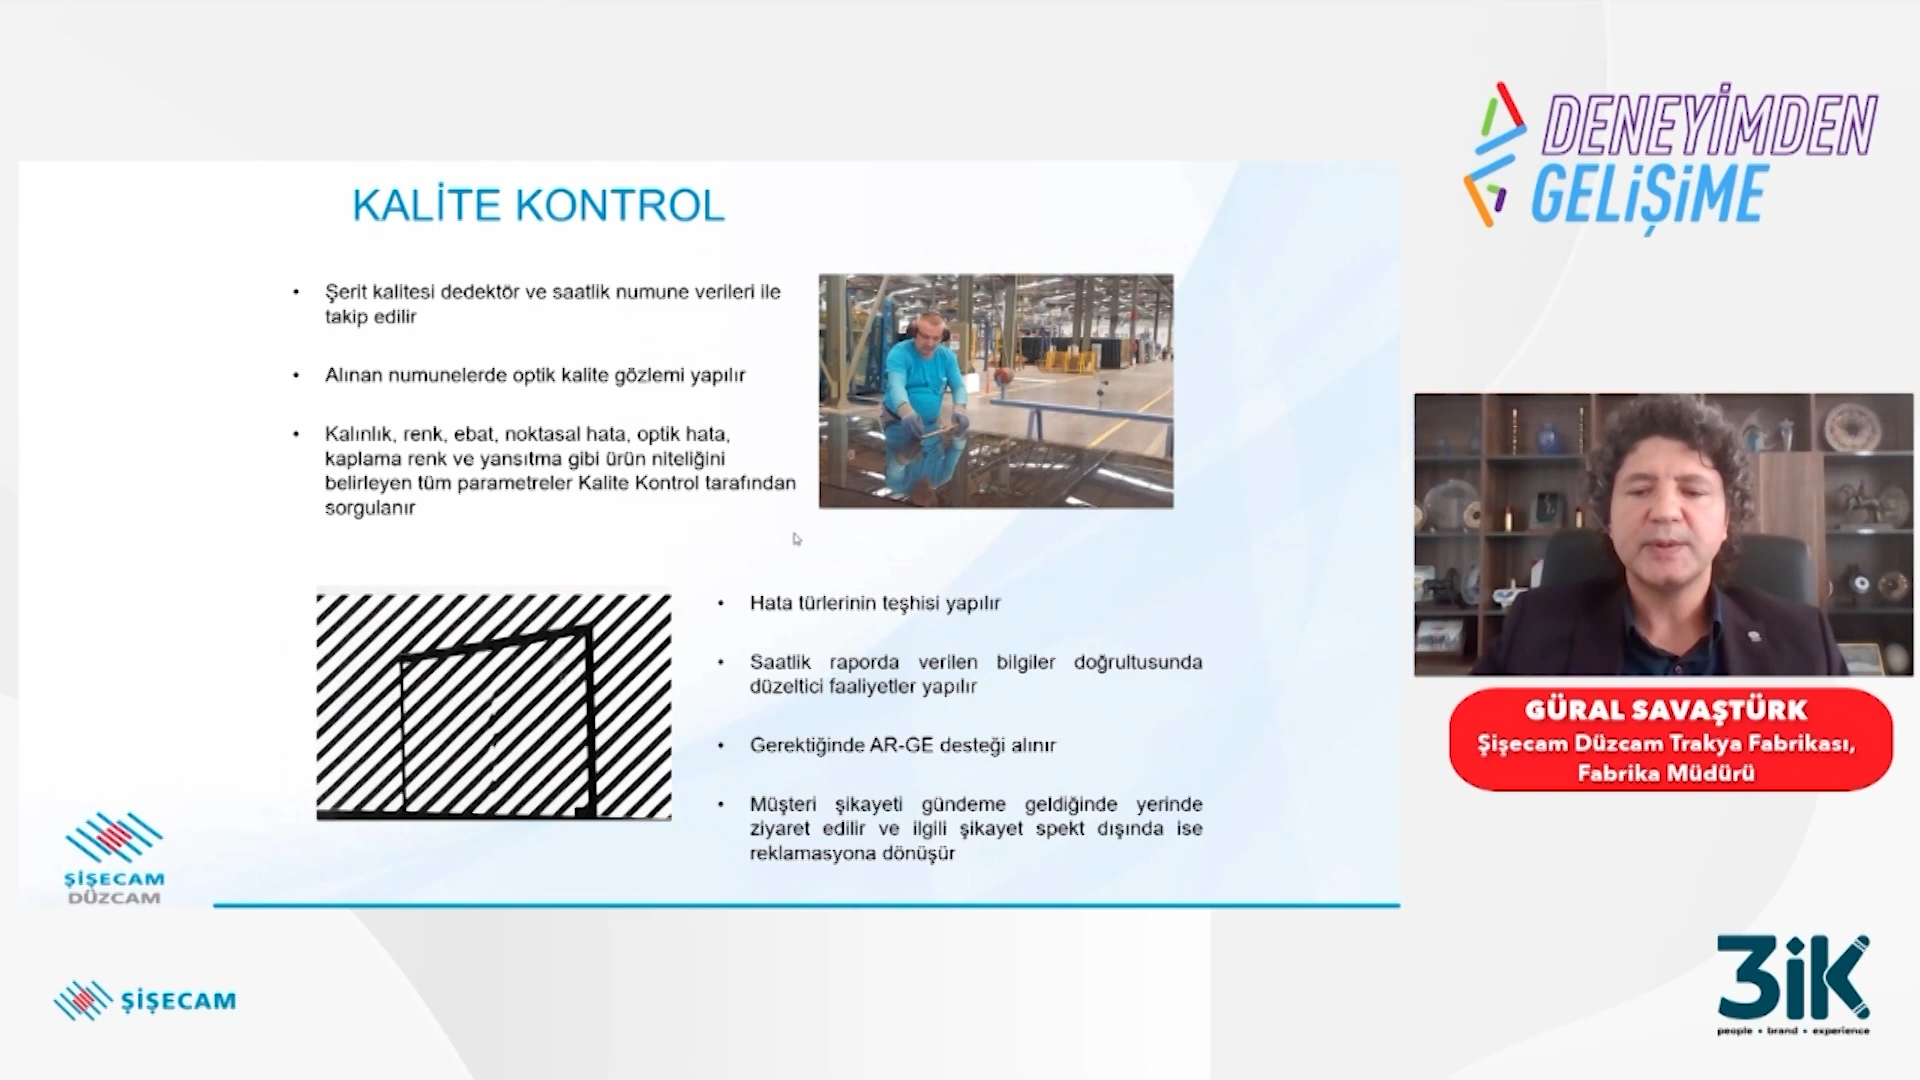 DENEYİMDEN
GELİŞİME
KALİTE KONTROL
• Şerit kalitesi dedektör ve saatlik numune verileri ile
takip edilir
• Alınan numunelerde optik kalite gözlemi yapılır
• Kalınlık, renk, ebat, noktasal hata, optik hata,
kaplama renk ve yansıtma gibi ürün niteliğini
belirleyen tüm parametreler Kalite Kontrol tarafından
sorgulanır
• Hata türlerinin teşhisi yapılır
• Saatlik raporda verilen bilgiler doğrultusunda
düzeltici faaliyetler yapılır
• Gerektiğinde AR-GE desteği alınır
• Müşteri şikayeti gündeme geldiğinde yerinde
ziyaret edilir ve ilgili şikayet spekt dışında ise
reklamasyona dönüşür
ŞİŞECAM
DÜZCAM
GÜRAL SAVAŞTÜRK
Şişecam Düzcam Trakya Fabrikası,
Fabrika Müdürü
ŞİŞECAM
3iK
people • brand • experience